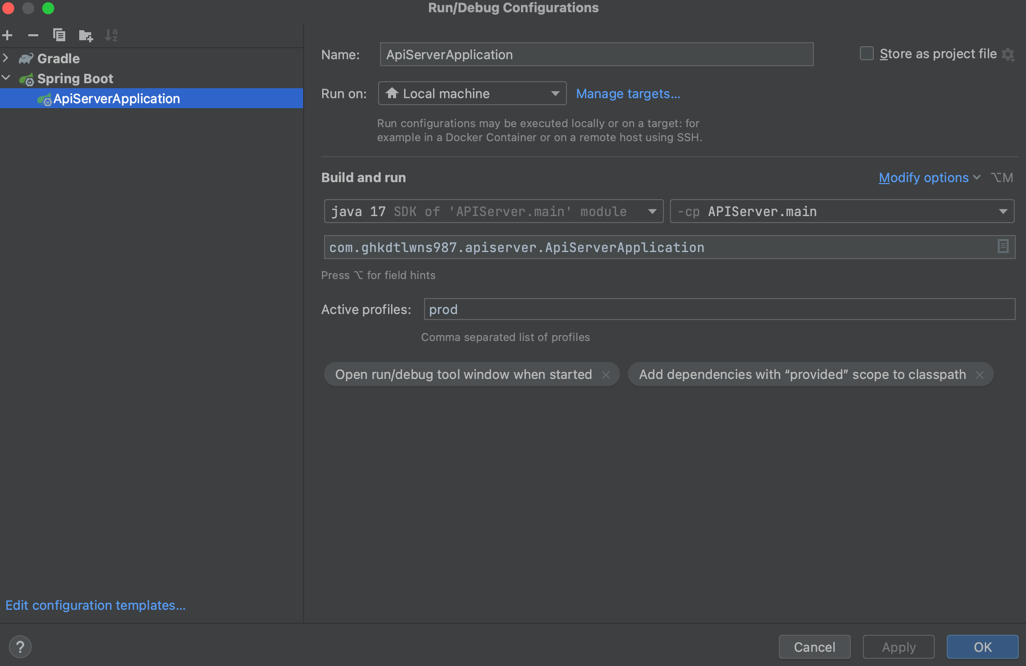 Run/Debug Configurations
Gradle
Spring Boot
ApiServerApplication
Edit configuration templates...
Name: ApiServerApplication
Store as project file
Run on: Local machine
Manage targets...
Run configurations may be executed locally or on a target: for
example in a Docker Container or on a remote host using SSH.
Build and run
Modify options ⌥M
java 17 SDK of 'APIServer.main' module
-cp APIServer.main
com.ghkdtlwns987.apiserver.ApiServerApplication
Press ⌥ for field hints
Active profiles: prod
Comma separated list of profiles
Open run/debug tool window when started ×
Add dependencies with “provided” scope to classpath ×
?
Cancel
Apply
OK